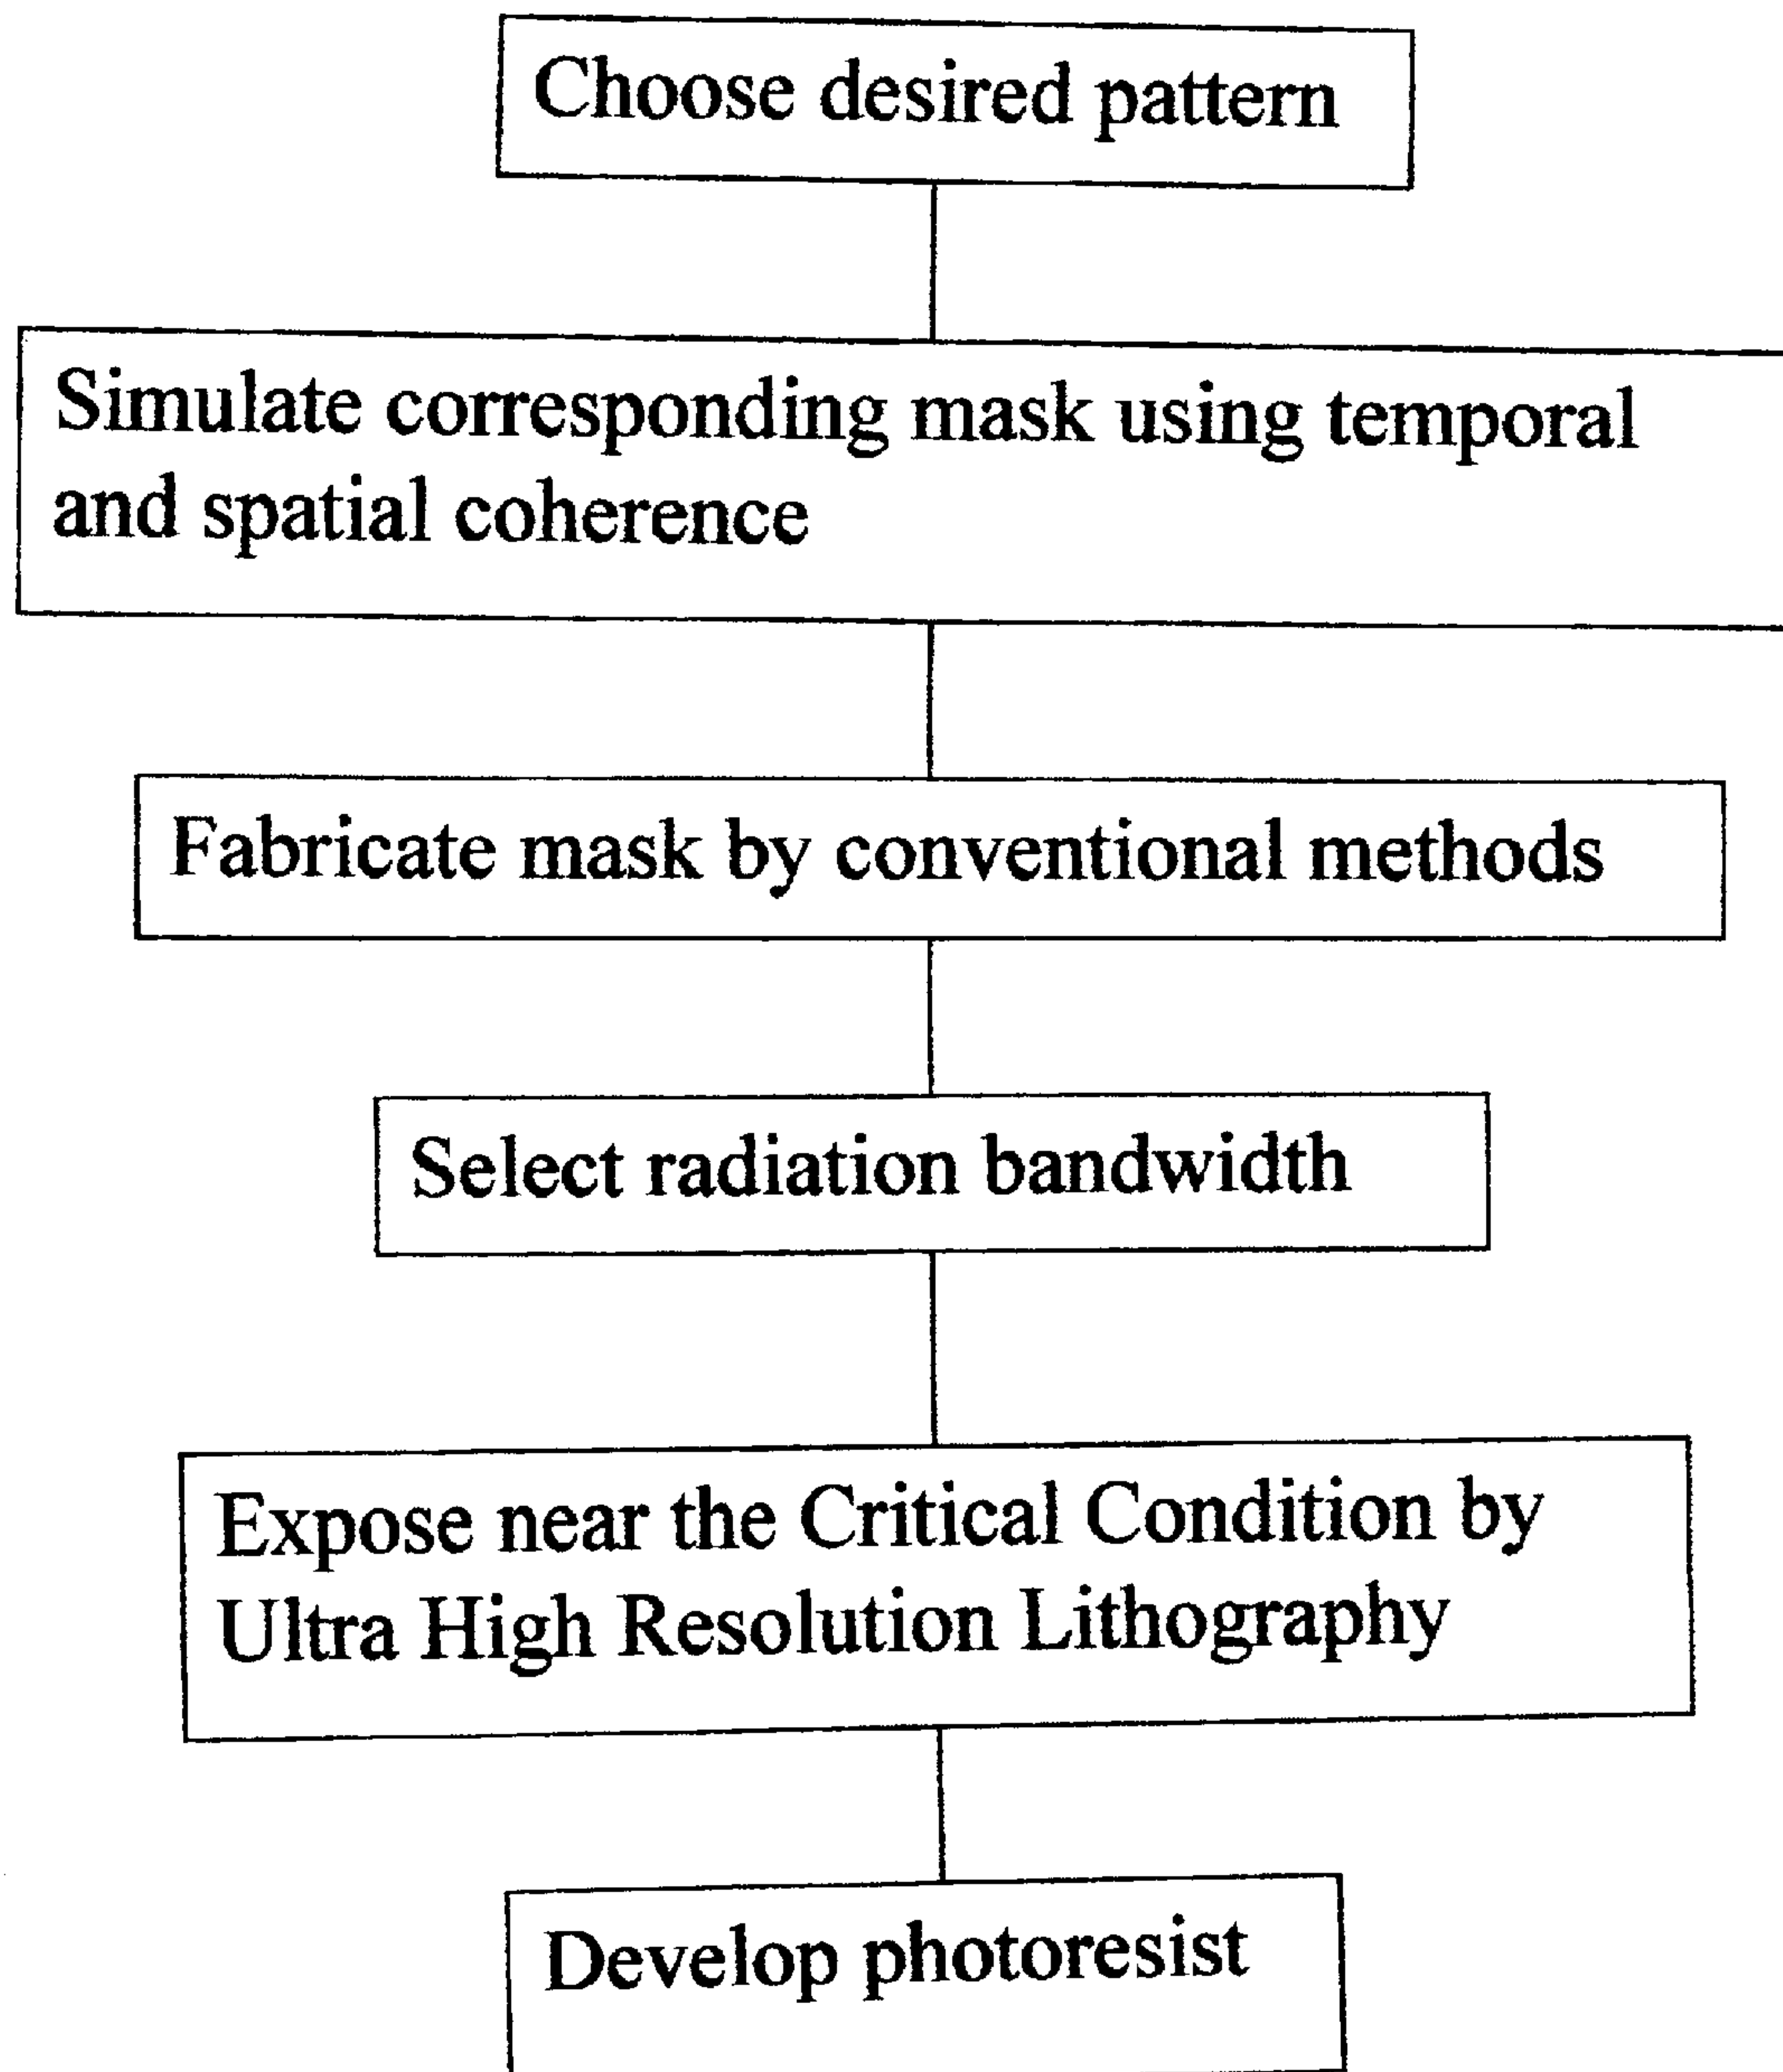 Choose desired pattern
Simulate corresponding mask using temporal
and spatial coherence
Fabricate mask by conventional methods
Select radiation bandwidth
Expose near the Critical Condition by
Ultra High Resolution Lithography
Develop photoresist